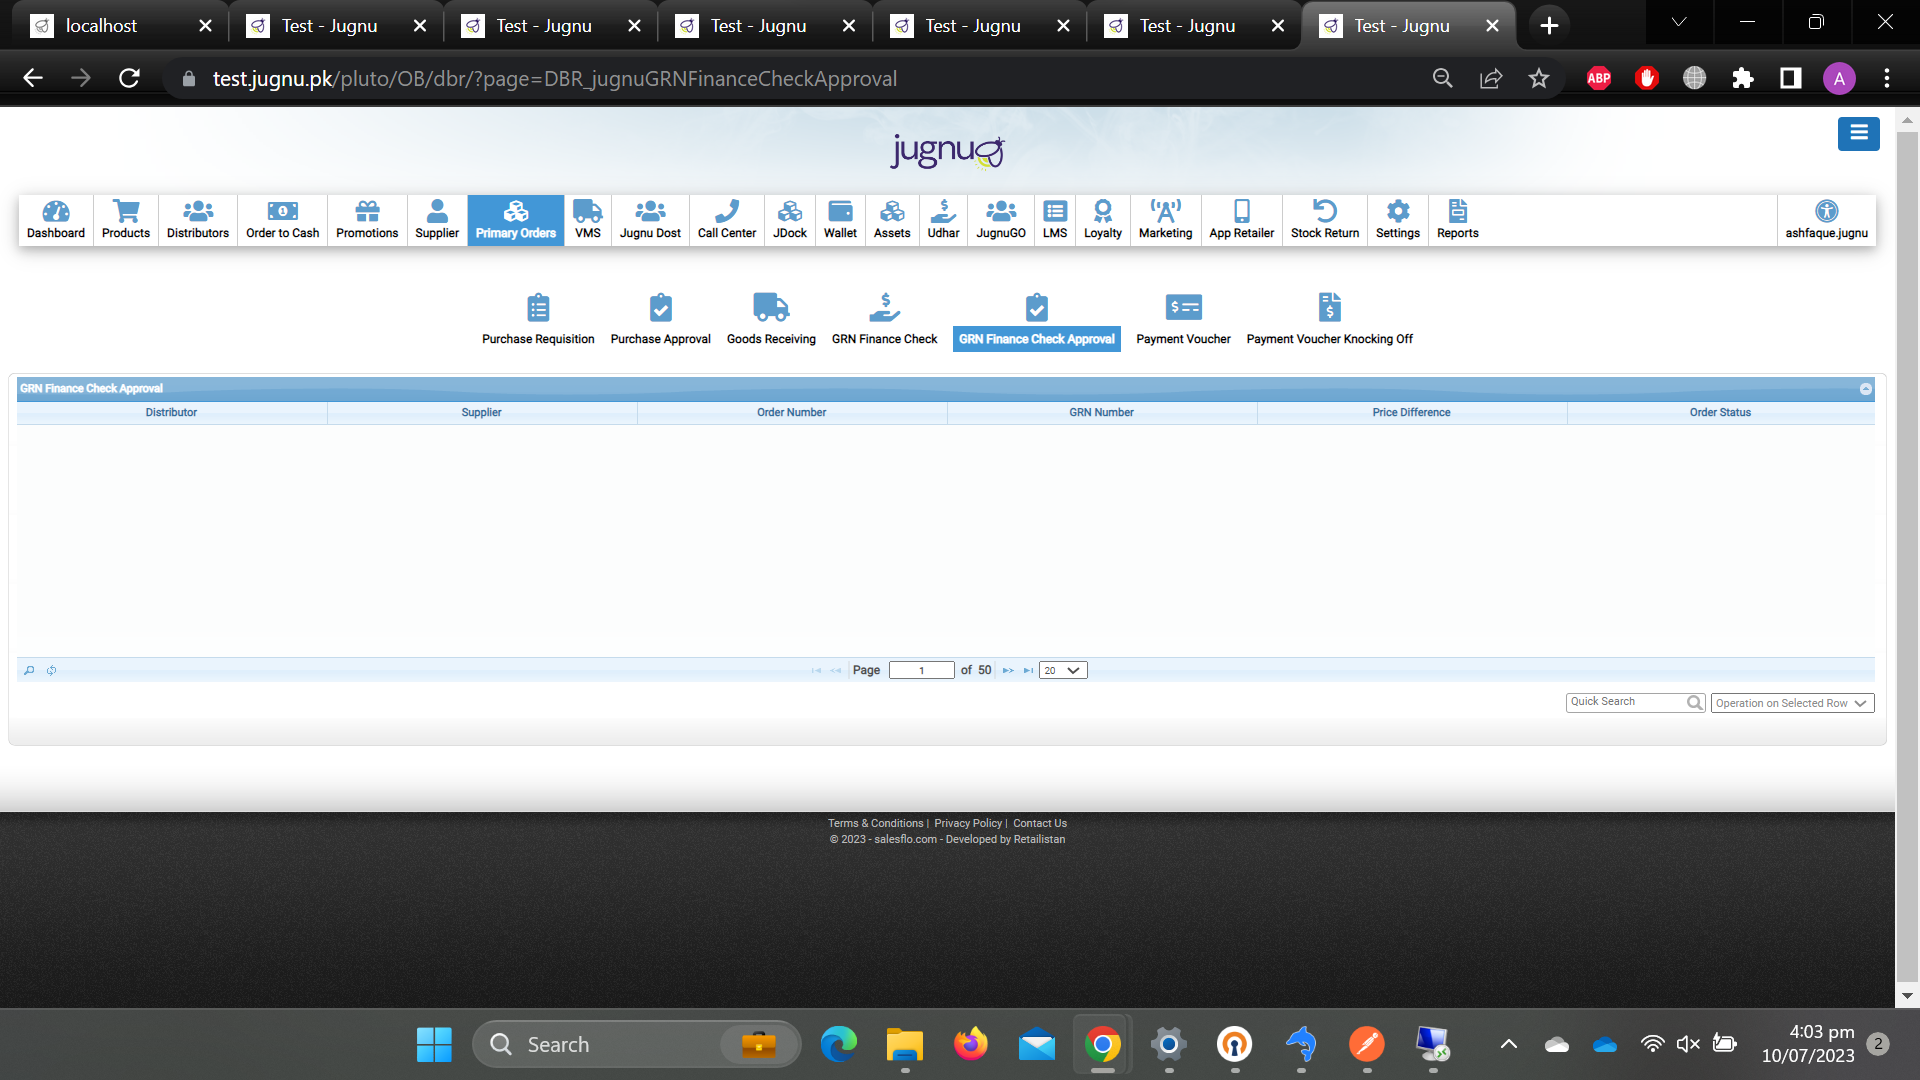 localhost
Test - Jugnu
Test - Jugnu
Test - Jugnu
Test - Jugnu
Test - Jugnu
Test - Jugnu
test.jugnu.pk/pluto/OB/dbr/?page=DBR_jugnuGRNFinanceCheckApproval
ABP
A
jugnu
Dashboard
Products
Distributors
Order to Cash
Promotions
Supplier
Primary Orders
VMS
Jugnu Dost
Call Center
JDock
Wallet
Assets
Udhar
JugnuGO
LMS
Loyalty
Marketing
App Retailer
Stock Return
Settings
Reports
ashfaque.jugnu
Purchase Requisition
Purchase Approval
Goods Receiving
GRN Finance Check
GRN Finance Check Approval
Payment Voucher
Payment Voucher Knocking Off
GRN Finance Check Approval
Distributor
Supplier
Order Number
GRN Number
Price Difference
Order Status
Page 1 of 50 20
Quick Search
Operation on Selected Row
Terms & Conditions | Privacy Policy | Contact Us
© 2023 - salesflo.com - Developed by Retailistan
Search
4:03 pm
10/07/2023
2